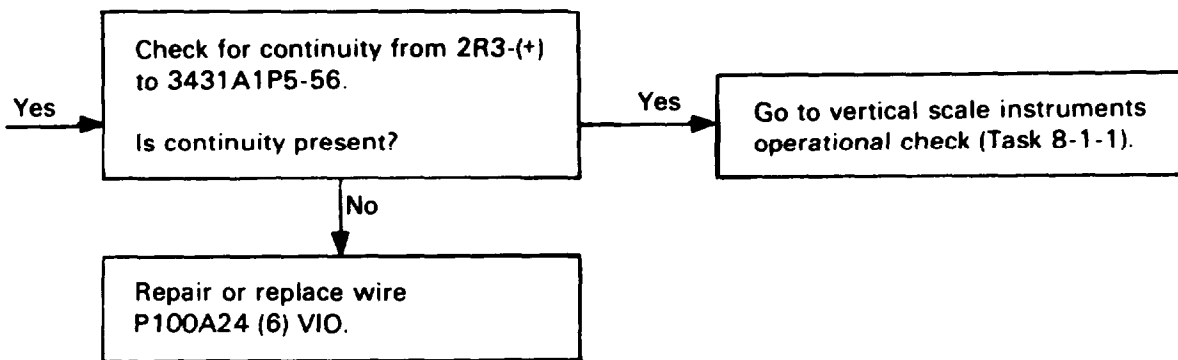 Yes
Check for continuity from 2R3-(+)
to 3431A1P5-56.
Is continuity present?
Yes
Go to vertical scale instruments
operational check (Task 8-1-1).
No
Repair or replace wire
P100A24 (6) VIO.